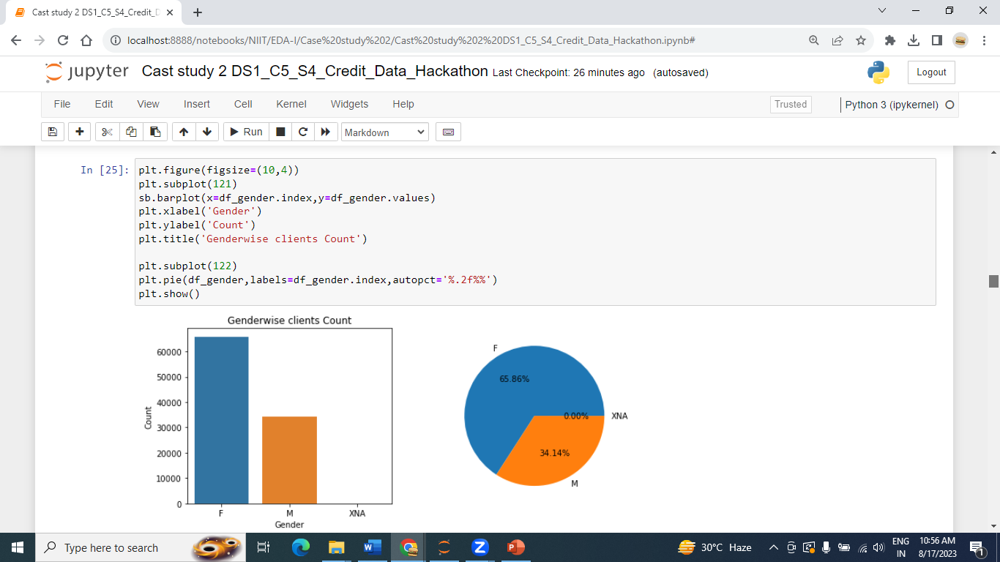 Cast study 2 DS1_C5_S4_Credit_D
localhost:8888/notebooks/NIIT/EDA-I/Case%20study%202/Cast%20study%202%20DS1_C5_S4_Credit_Data_Hackathon.ipynb#
jupyter Cast study 2 DS1_C5_S4_Credit_Data_Hackathon Last Checkpoint: 26 minutes ago (autosaved) Logout
File Edit View Insert Cell Kernel Widgets Help Trusted Python 3 (ipykernel)
Run Markdown
In [25]: plt.figure(figsize=(10,4))
plt.subplot(121)
sb.barplot(x=df_gender.index,y=df_gender.values)
plt.xlabel('Gender')
plt.ylabel('Count')
plt.title('Genderwise clients Count')
plt.subplot(122)
plt.pie(df_gender,labels=df_gender.index,autopct='%.2f%%')
plt.show()
Genderwise clients Count
60000
50000
40000
30000
20000
10000
0
Count
F M XNA
Gender
F
65.86%
0.00% XNA
34.14%
M
Type here to search
30°C Haze
ENG
IN
10:56 AM
8/17/2023
1